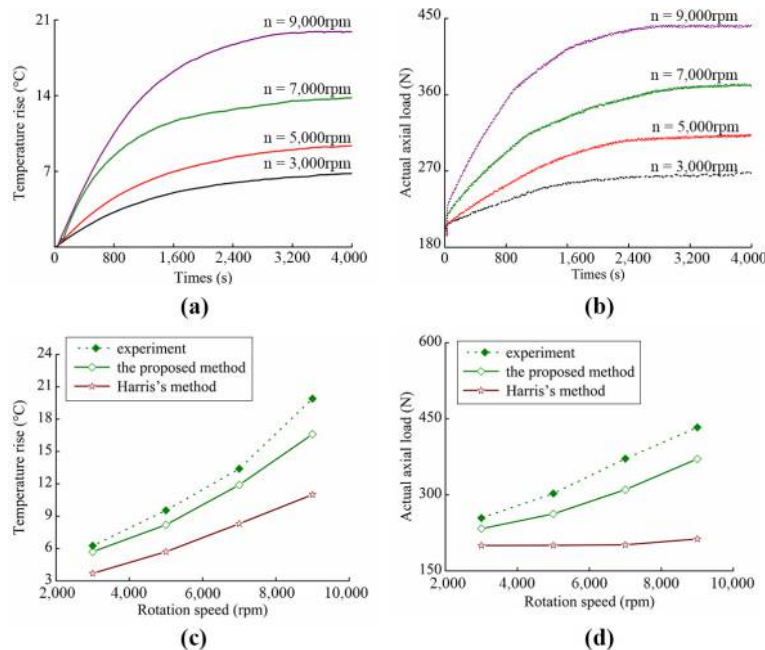 21
14
7
0
Temperature rise (°C)
n = 9,000rpm
n = 7,000rpm
n = 5,000rpm
n = 3,000rpm
800
1,600
2,400
3,200
4,000
Times (s)
(a)
450
360
270
180
Actual axial load (N)
n = 9,000rpm
n = 7,000rpm
n = 5,000rpm
n = 3,000rpm
0
800
1,600
2,400
3,200
4,000
Times (s)
(b)
24
21
18
15
12
9
6
3
Temperature rise (°C)
experiment
the proposed method
Harris's method
2,000
4,000
6,000
8,000
10,000
Rotation speed (rpm)
(c)
600
450
300
150
Actual axial load (N)
experiment
the proposed method
Harris's method
2,000
4,000
6,000
8,000
10,000
Rotation speed (rpm)
(d)